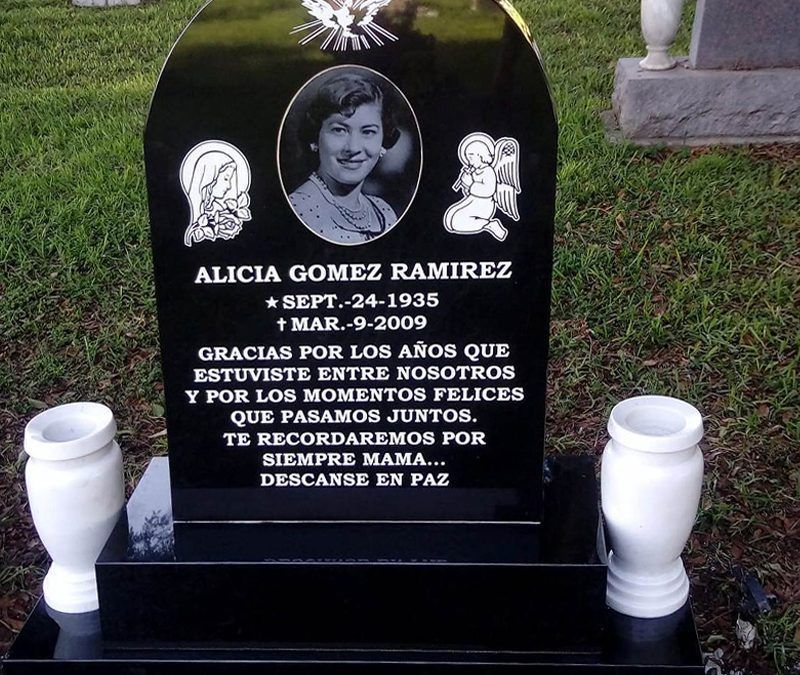 ALICIA GOMEZ RAMIREZ
★ SEPT.-24-1935
✝ MAR.-9-2009
GRACIAS POR LOS AÑOS QUE
ESTUVISTE ENTRE NOSOTROS
Y POR LOS MOMENTOS FELICES
QUE PASAMOS JUNTOS.
TE RECORDAREMOS POR
SIEMPRE MAMA...
DESCANSE EN PAZ